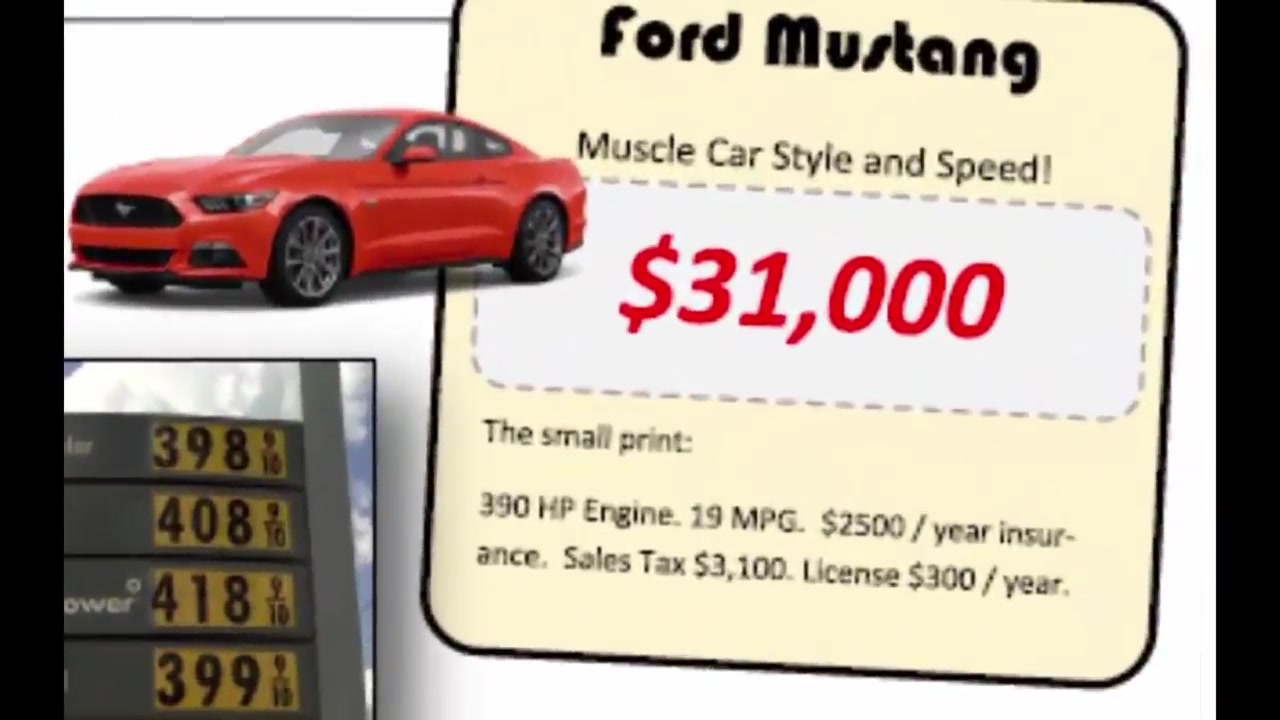 Ford Mustang
Muscle Car Style and Speed!
$31,000
The small print:
390 HP Engine. 19 MPG. $2500 / year insur-
ance. Sales Tax $3,100. License $300 / year.
398 9/10
408 9/10
ower 418 9/10
399 9/10